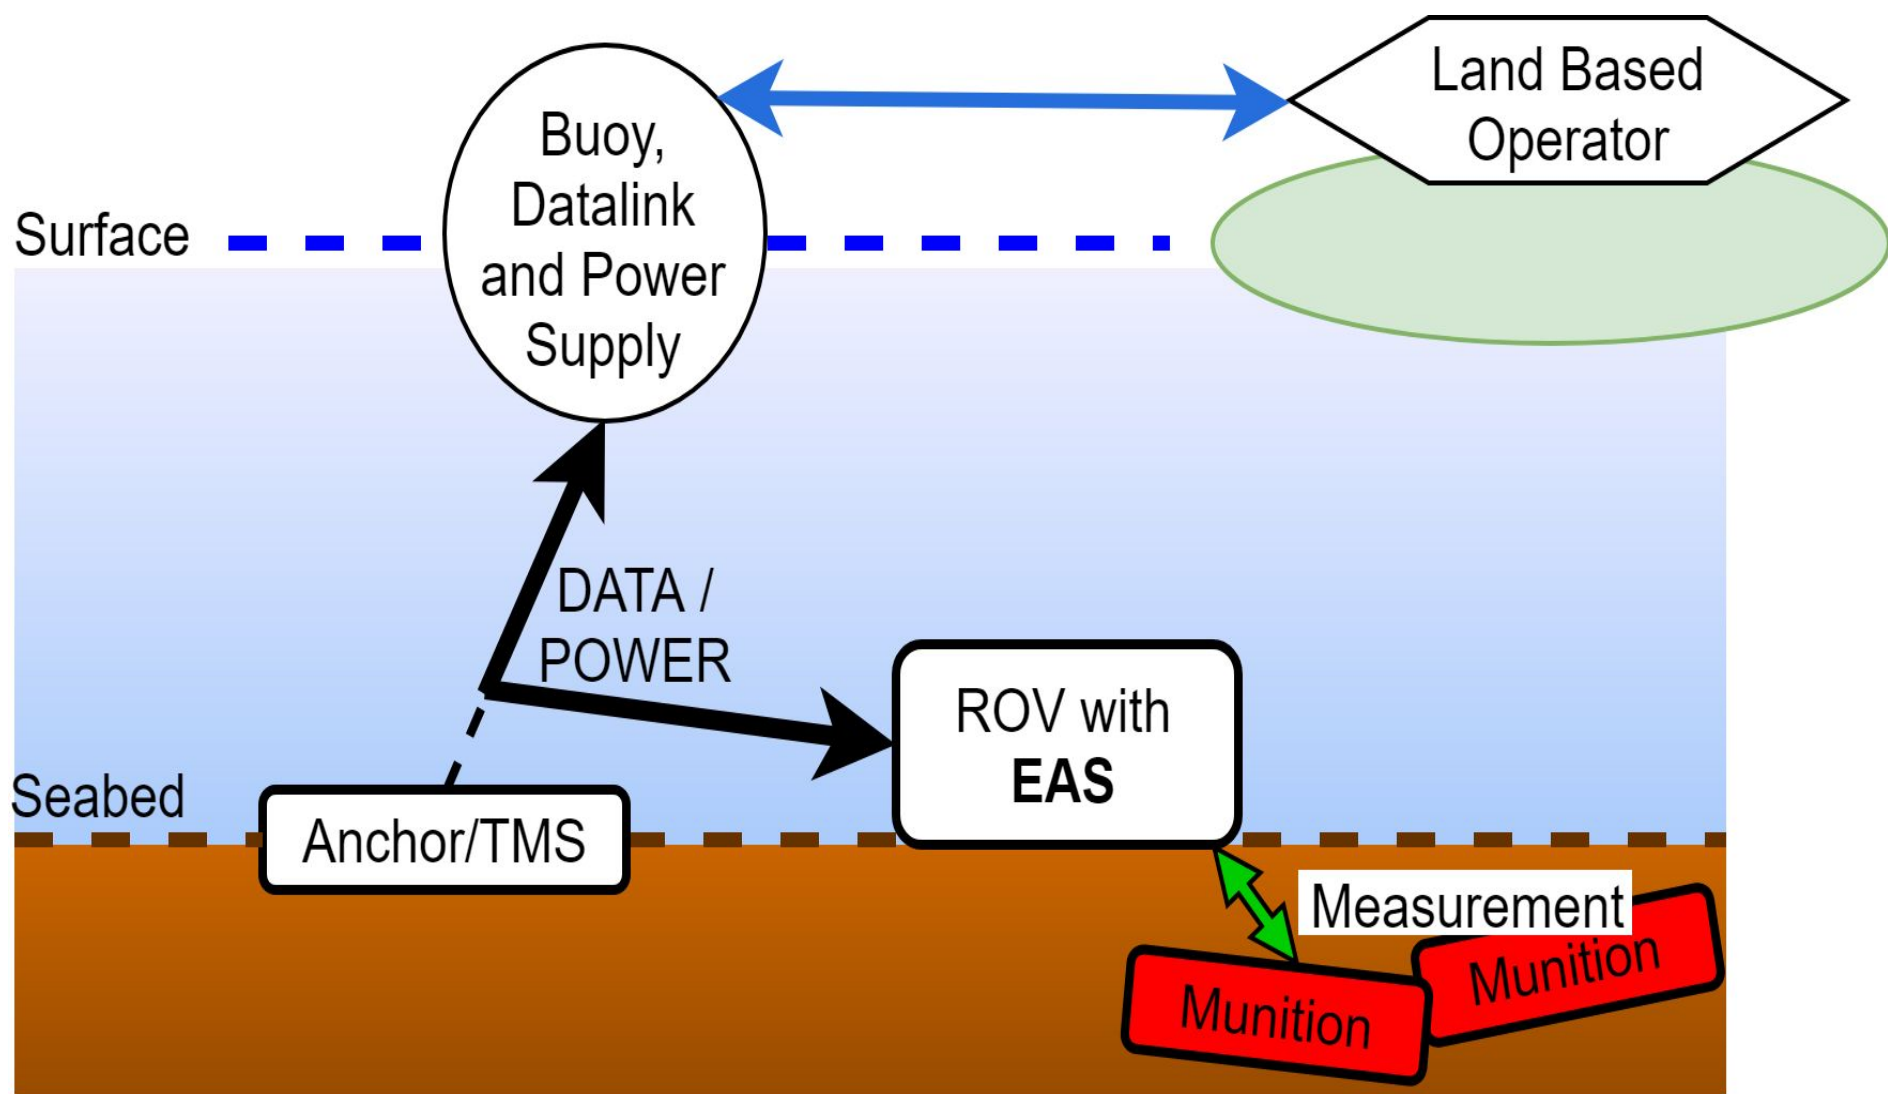 Buoy,
Datalink
and Power
Supply
Land Based
Operator
Surface
DATA /
POWER
ROV with
EAS
Seabed
Anchor/TMS
Measurement
Munition
Munition